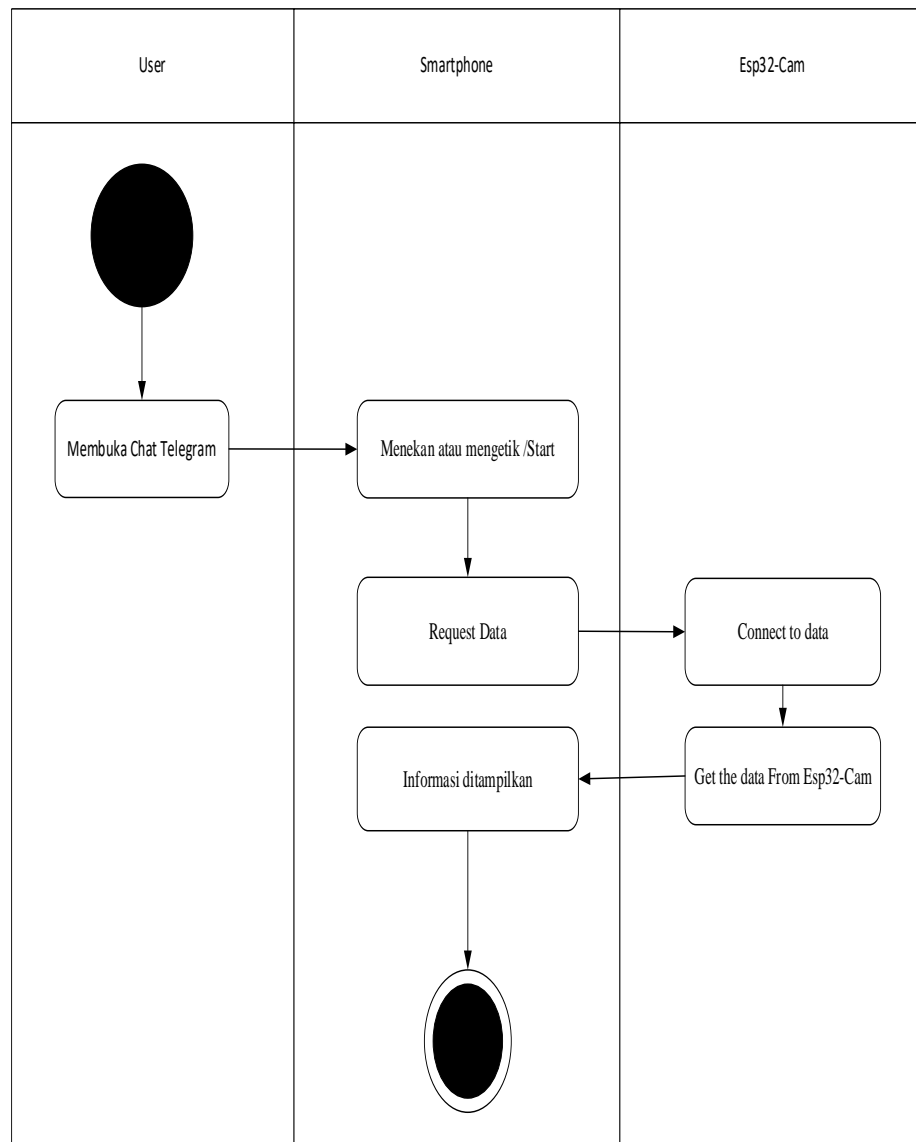 User
Smartphone
Esp32-Cam
Membuka Chat Telegram
Menekan atau mengetik /Start
Request Data
Connect to data
Informasi ditampilkan
Get the data From Esp32-Cam